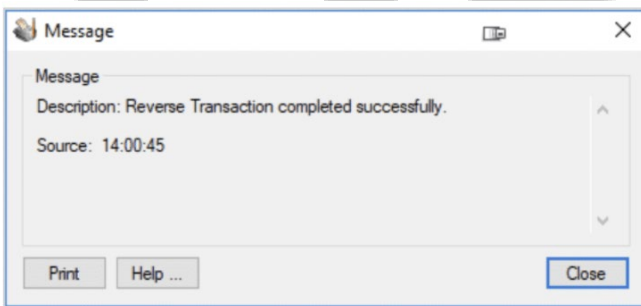 Message
Message
Description: Reverse Transaction completed successfully.
Source: 14:00:45
Print Help ... Close